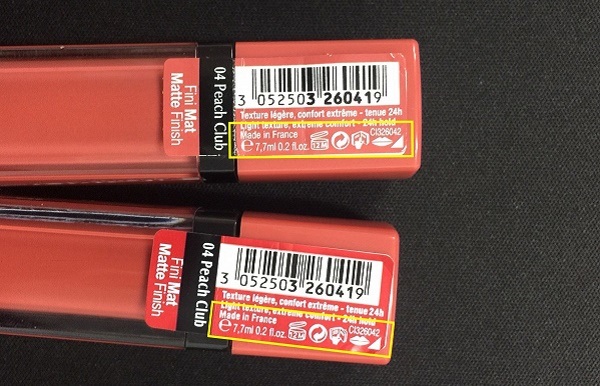 Fini Mat
Matte Finish
04 Peach Club
3 052503 260419
Texture légère, confort extrême - tenue 24h
Light texture, extreme comfort - 24h hold
Made in France
CI326042
e 7,7ml 0.2 fl.oz. 12M
Fini Mat
Matte Finish
04 Peach Club
3 052503 260419
Texture légère, confort extrême - tenue 24h
Light texture, extreme comfort - 24h hold
Made in France
CI326042
e 7,7ml 0.2 fl.oz. 12M